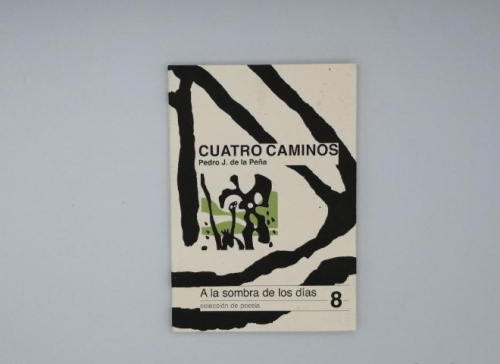 CUATRO CAMINOS
Pedro J. de la Peña
A la sombra de los días
8
colección de poesía